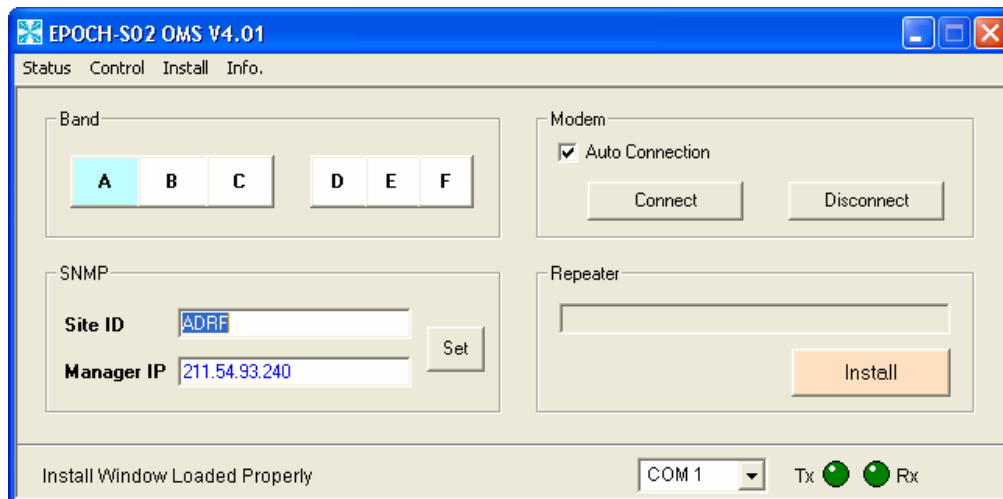 EPOCH-S02 OMS V4.01
Status Control Install Info.
Band
A B C D E F
Modem
Auto Connection
Connect Disconnect
SNMP
Site ID ADRF
Manager IP 211.54.93.240
Set
Repeater
Install
Install Window Loaded Properly
COM 1
Tx Rx